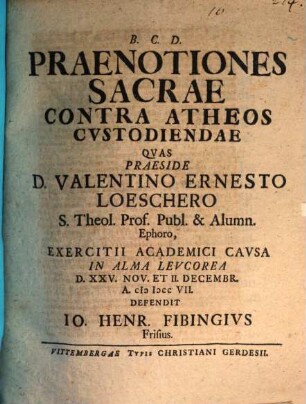 B. C. D.
PRAENOTIONES
SACRAE
CONTRA ATHEOS
CVSTODIENDAE
QVAS
PRAESIDE
D. VALENTINO ERNESTO
LOESCHERO
S. Theol. Prof. Publ. & Alumn.
Ephoro,
EXERCITII ACADEMICI CAVSA
IN ALMA LEVCOREA
D. XXV. NOV. ET II. DECEMBR.
A. cIɔ Iɔcc VII.
DEFENDIT
IO. HENR. FIBINGIVS
Frisius.
VITTEMBERGAE TYPIS CHRISTIANI GERDESII.